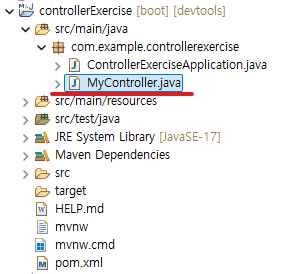 controllerExercise [boot] [devtools]
src/main/java
com.example.controllerexercise
ControllerExerciseApplication.java
MyController.java
src/main/resources
src/test/java
JRE System Library [JavaSE-17]
Maven Dependencies
src
target
HELP.md
mvnw
mvnw.cmd
pom.xml